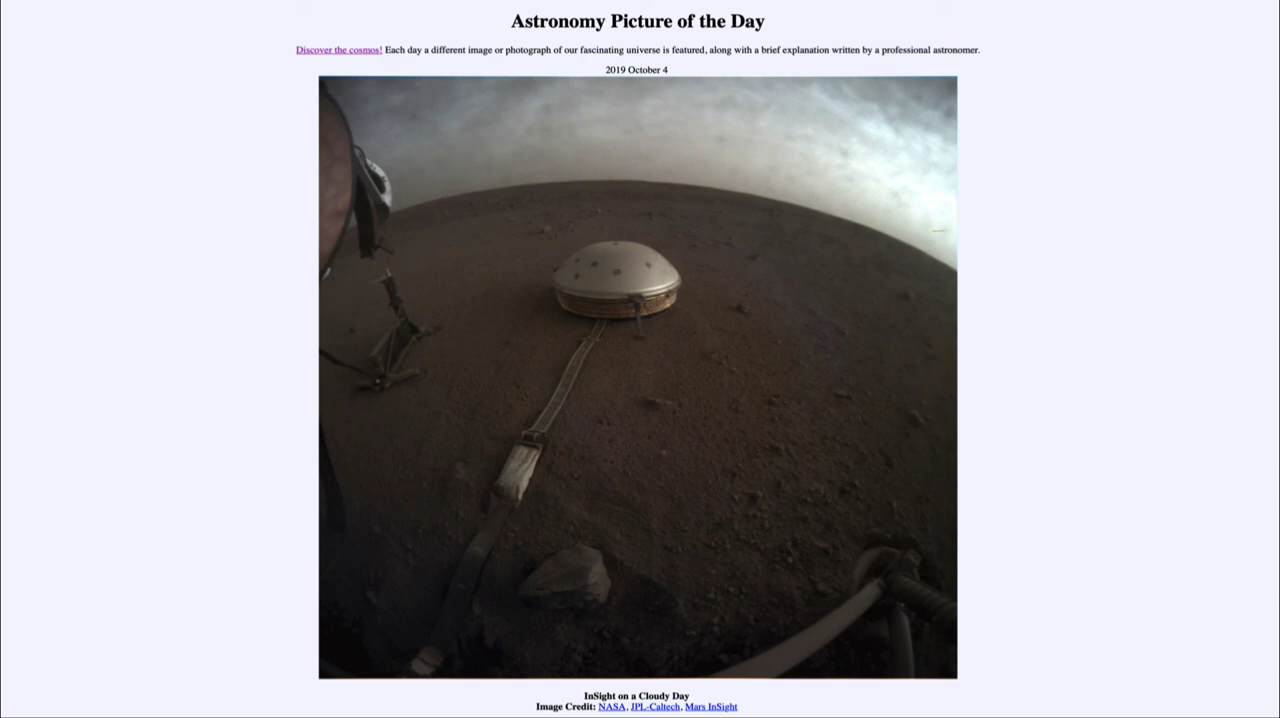 Astronomy Picture of the Day
Discover the cosmos! Each day a different image or photograph of our fascinating universe is featured, along with a brief explanation written by a professional astronomer.
2019 October 4
InSight on a Cloudy Day
Image Credit: NASA, JPL-Caltech, Mars InSight